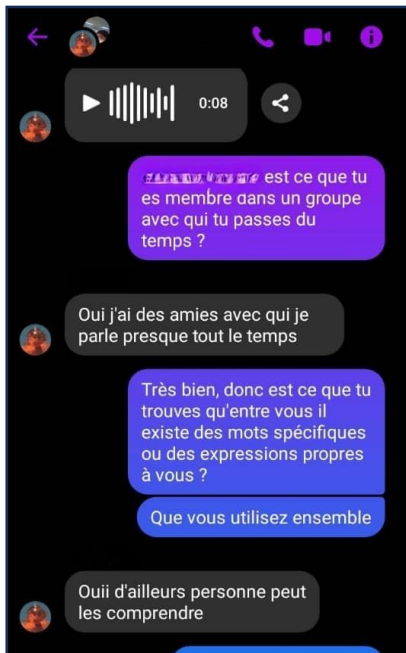 0:08
est ce que tu
es membre dans un groupe
avec qui tu passes du
temps ?
Oui j'ai des amies avec qui je
parle presque tout le temps
Très bien, donc est ce que tu
trouves qu'entre vous il
existe des mots spécifiques
ou des expressions propres
à vous ?
Que vous utilisez ensemble
Ouii d'ailleurs personne peut
les comprendre